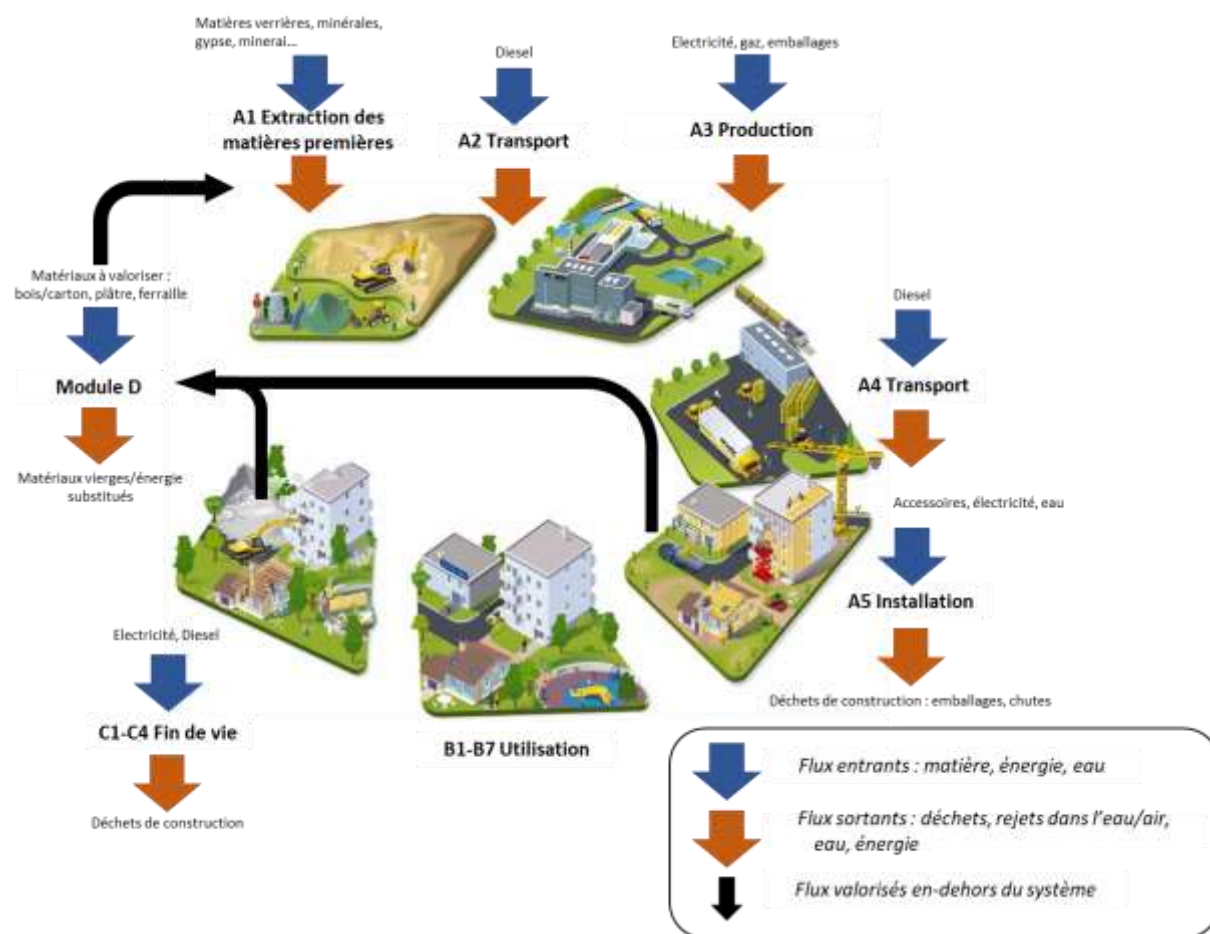 Matières verrières, minérales,
gypse, minerai...
Diesel
Electricité, gaz, emballages
A1 Extraction des
matières premières
A2 Transport
A3 Production
Matériaux à valoriser :
bois/carton, plâtre, ferraille
Diesel
Module D
A4 Transport
Matériaux vierges/énergie
substitués
Accessoires, électricité, eau
A5 Installation
Electricité, Diesel
Déchets de construction : emballages, chutes
C1-C4 Fin de vie
B1-B7 Utilisation
Déchets de construction
Flux entrants : matière, énergie, eau
Flux sortants : déchets, rejets dans l'eau/air,
eau, énergie
Flux valorisés en-dehors du système